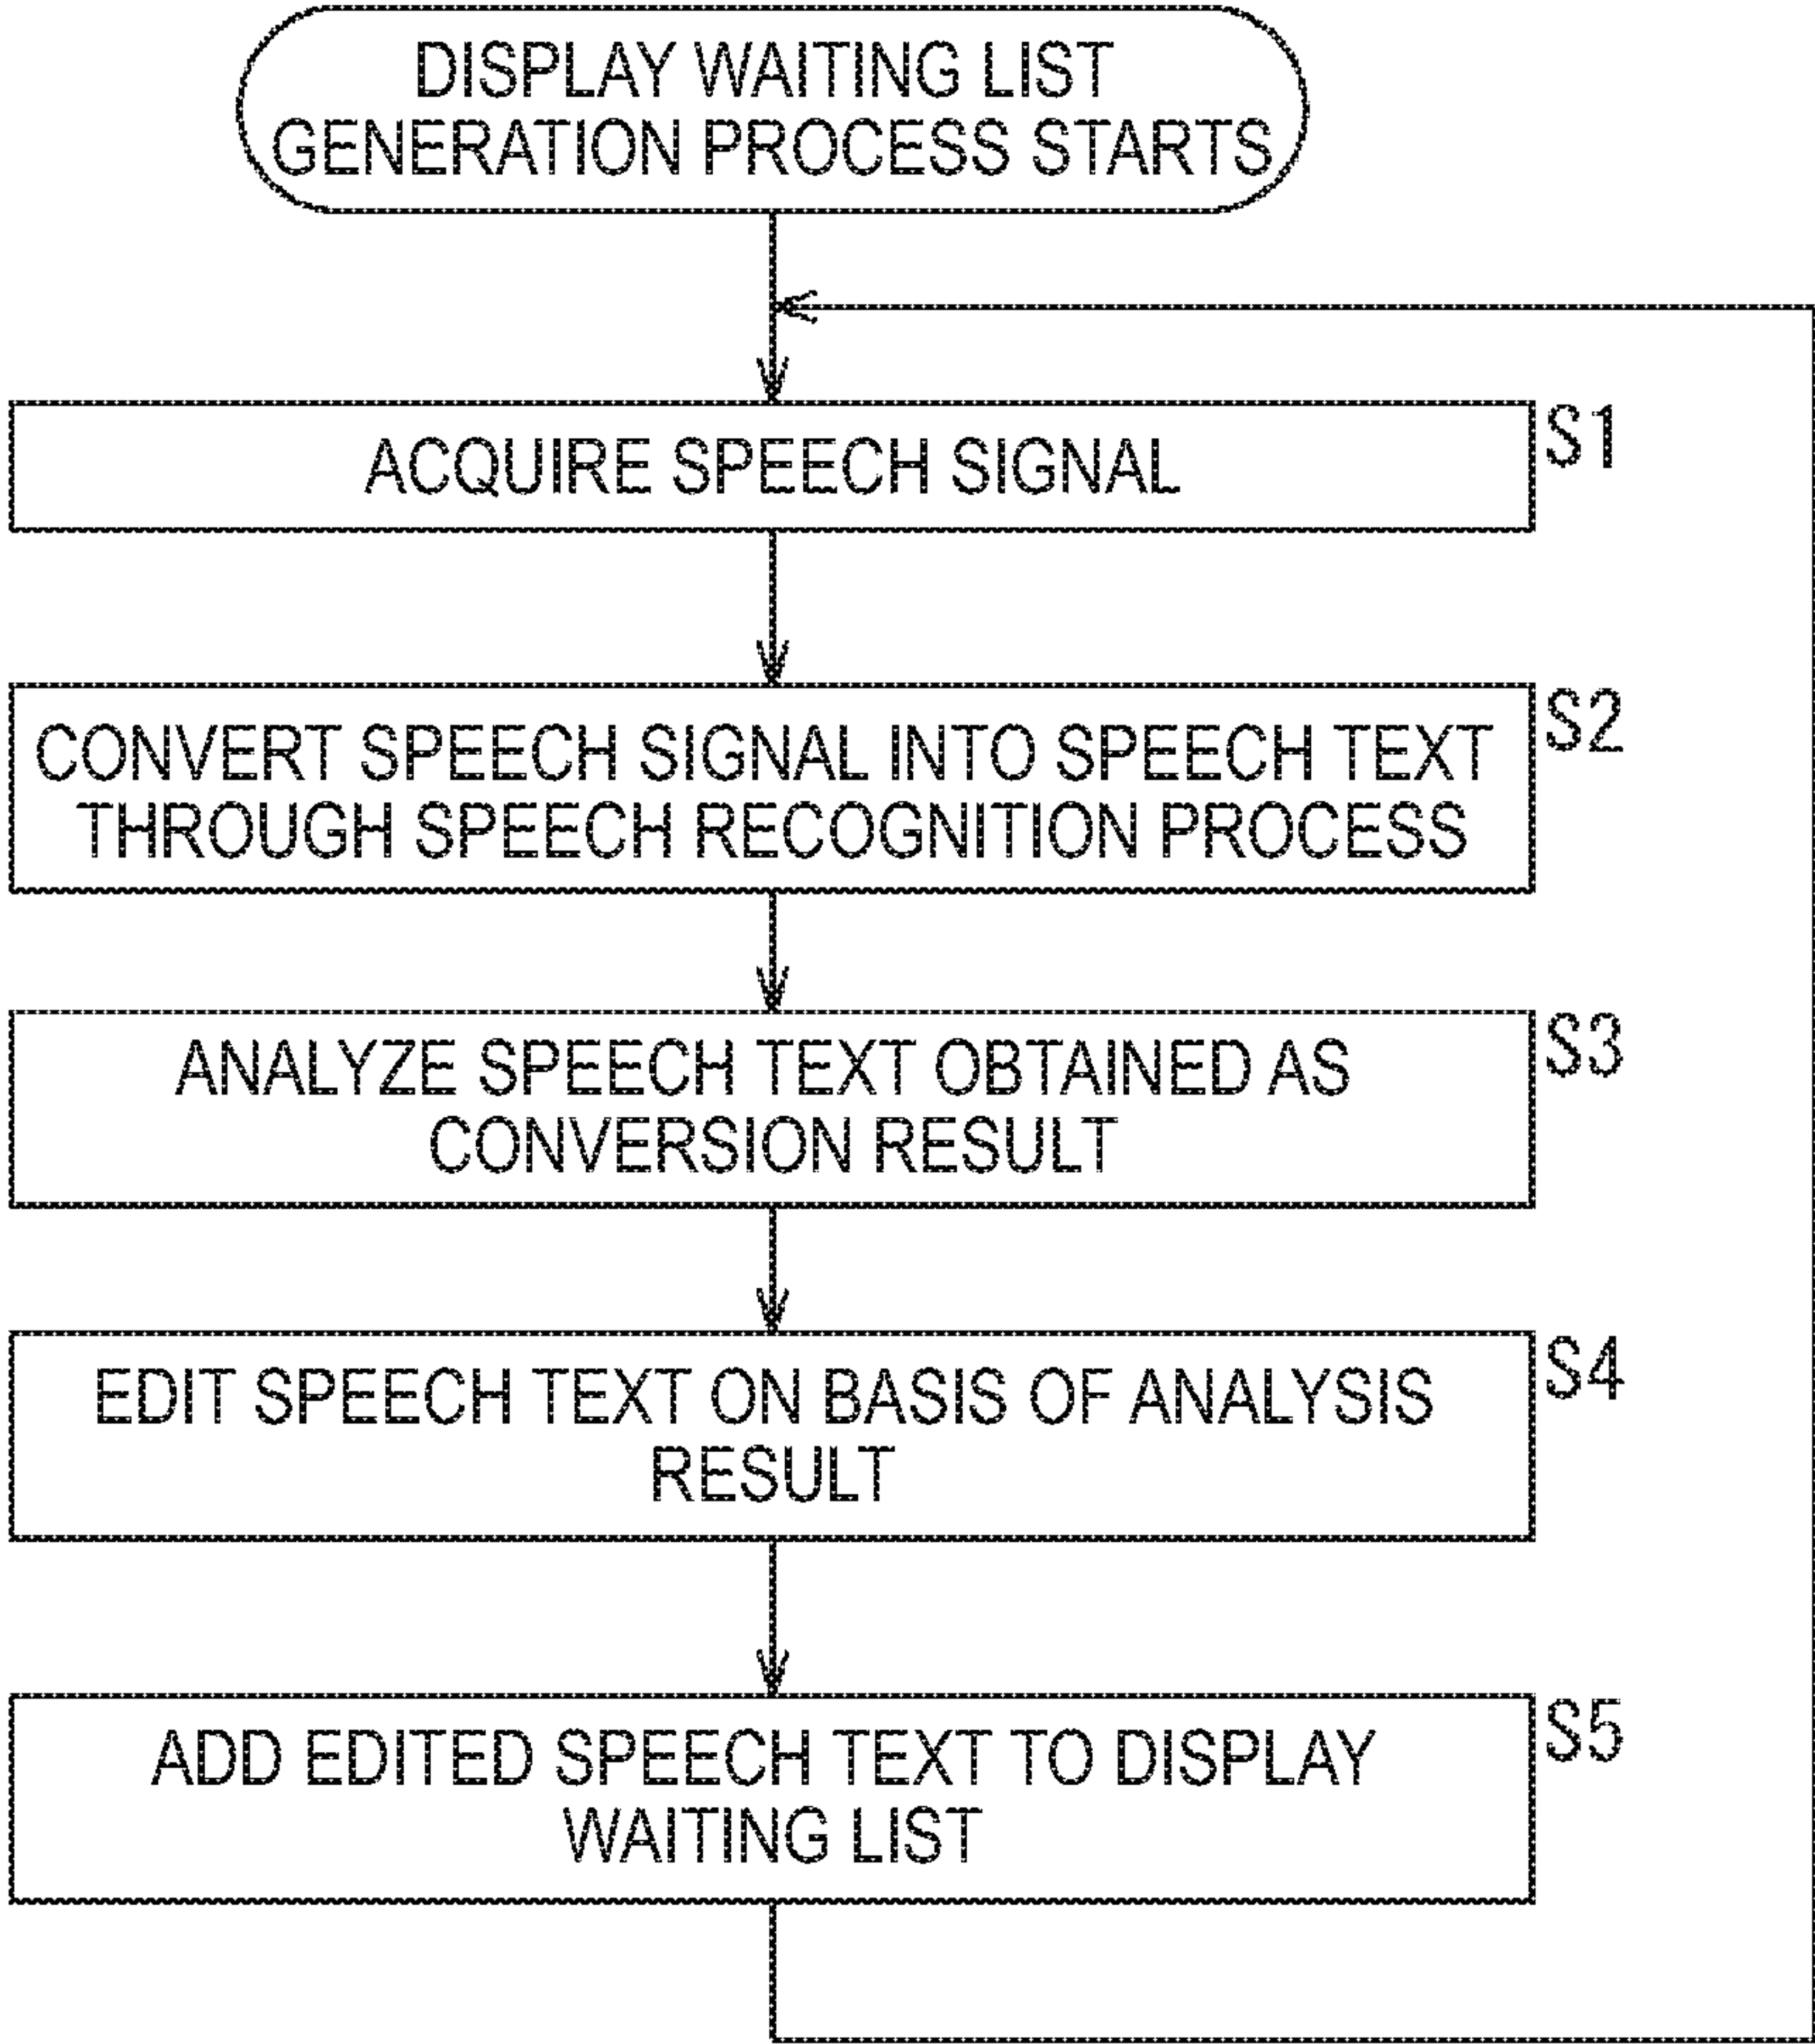 DISPLAY WAITING LIST
GENERATION PROCESS STARTS
ACQUIRE SPEECH SIGNAL
S1
CONVERT SPEECH SIGNAL INTO SPEECH TEXT
THROUGH SPEECH RECOGNITION PROCESS
S2
ANALYZE SPEECH TEXT OBTAINED AS
CONVERSION RESULT
S3
EDIT SPEECH TEXT ON BASIS OF ANALYSIS
RESULT
S4
ADD EDITED SPEECH TEXT TO DISPLAY
WAITING LIST
S5